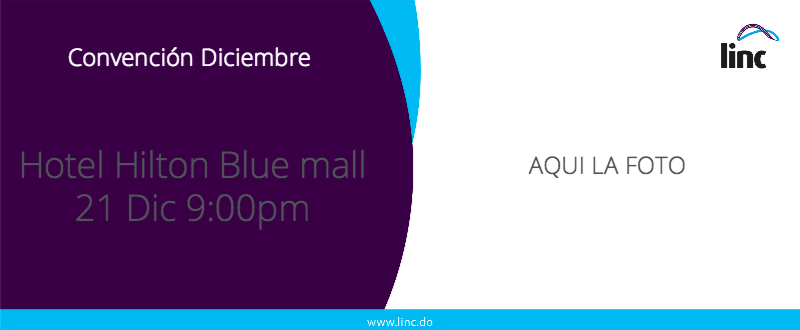 Convención Diciembre
linc
Hotel Hilton Blue mall
21 Dic 9:00pm
AQUI LA FOTO
www.linc.do